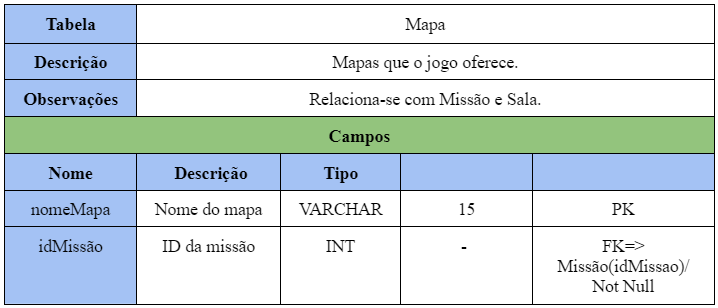 Tabela Mapa
Descrição Mapas que o jogo oferece.
Observações Relaciona-se com Missão e Sala.
Campos
Nome Descrição Tipo
nomeMapa Nome do mapa VARCHAR 15 PK
idMissão ID da missão INT - FK=>
Missão(idMissao)/
Not Null